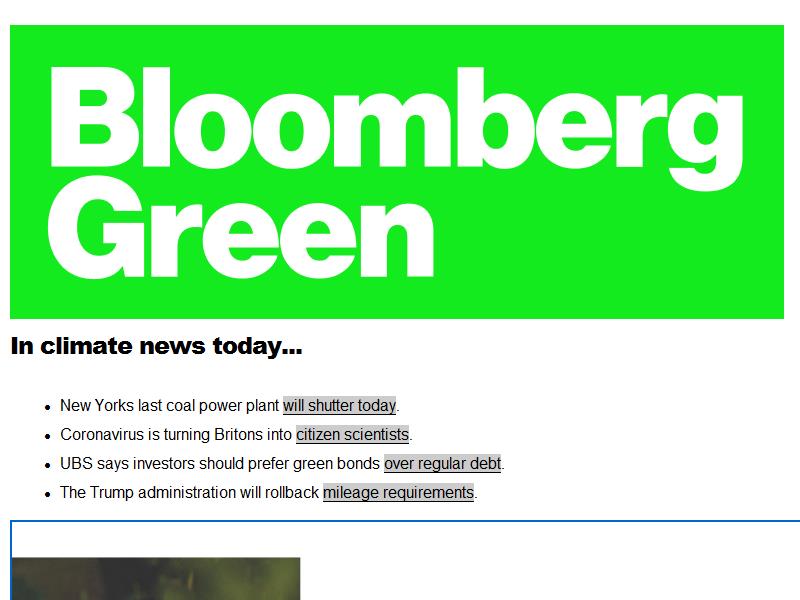 Bloomberg
Green
In climate news today...
New Yorks last coal power plant will shutter today.
Coronavirus is turning Britons into citizen scientists.
UBS says investors should prefer green bonds over regular debt.
The Trump administration will rollback mileage requirements.